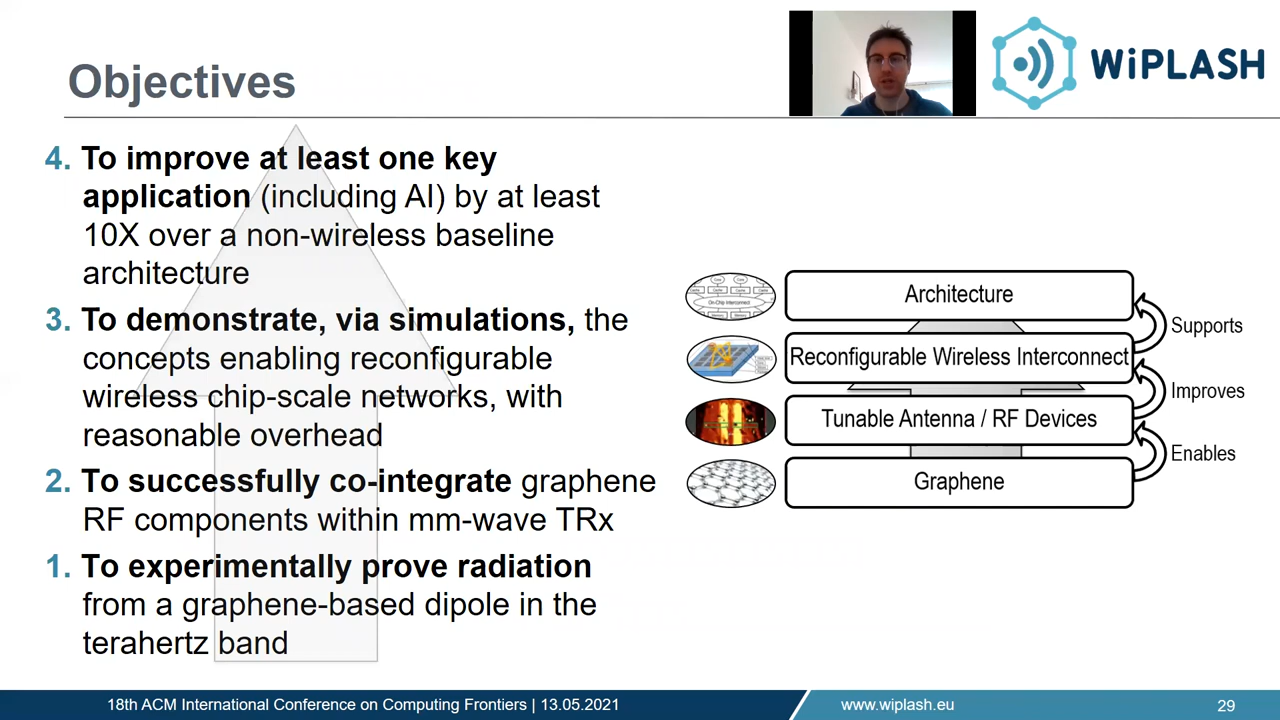 WiPLASH
Objectives
4. To improve at least one key
application (including AI) by at least
10X over a non-wireless baseline
architecture
3. To demonstrate, via simulations, the
concepts enabling reconfigurable
wireless chip-scale networks, with
reasonable overhead
2. To successfully co-integrate graphene
RF components within mm-wave TRx
1. To experimentally prove radiation
from a graphene-based dipole in the
terahertz band
On-Chip Interconnect
Architecture
Supports
Reconfigurable Wireless Interconnect
Improves
Tunable Antenna / RF Devices
Enables
Graphene
18th ACM International Conference on Computing Frontiers | 13.05.2021
www.wiplash.eu
29